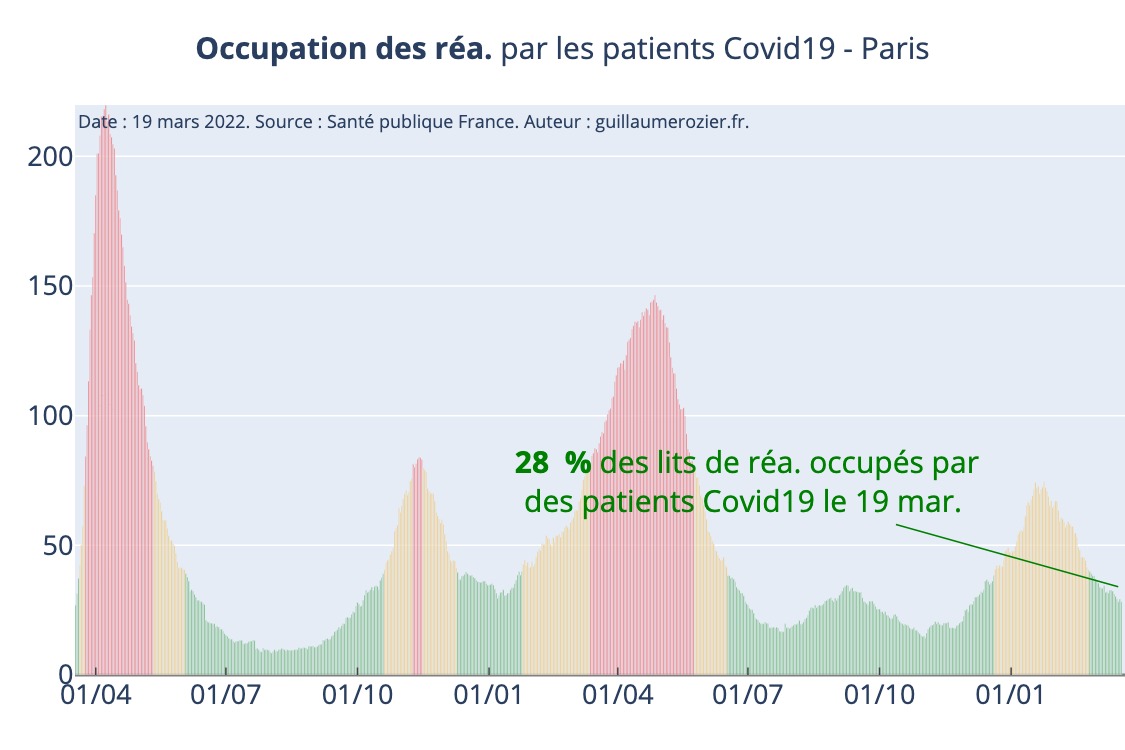 Occupation des réa. par les patients Covid19 - Paris
Date : 19 mars 2022. Source : Santé publique France. Auteur : guillaumerozier.fr.
200
150
100
28 % des lits de réa. occupés par
des patients Covid19 le 19 mar.
50
0
01/04 01/07 01/10 01/01 01/04 01/07 01/10 01/01